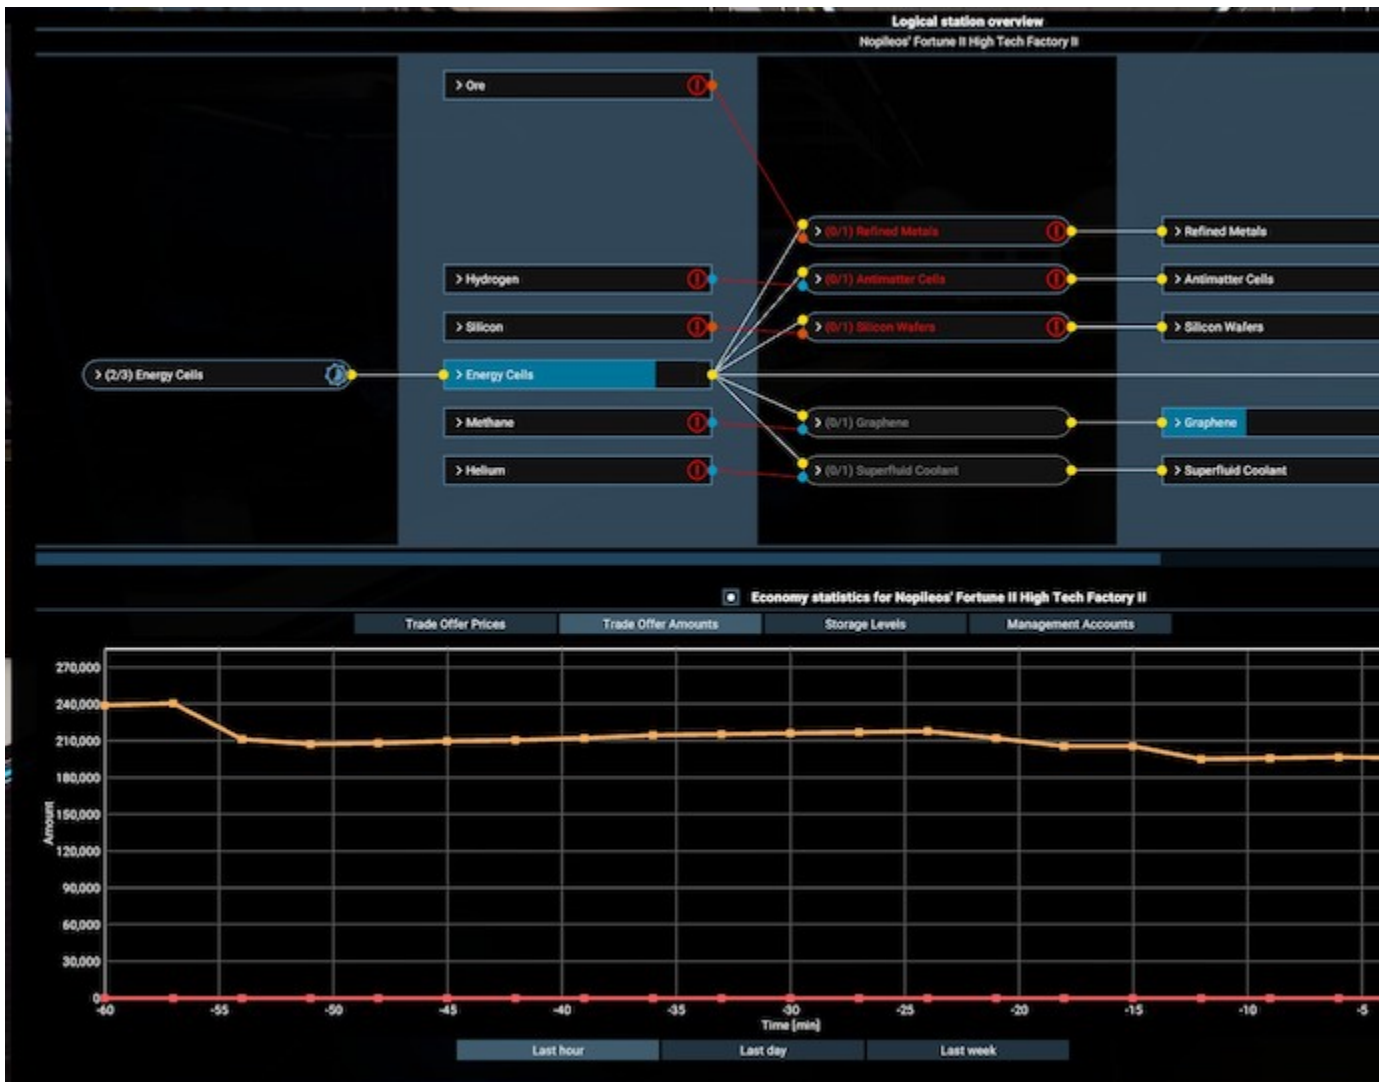 Logical station overview
Nopileos' Fortune II High Tech Factory II
> Ore
> (0/1) Refined Metals
> Refined Metals
> Hydrogen
> (0/1) Antimatter Cells
> Antimatter Cells
> Silicon
> (0/1) Silicon Wafers
> Silicon Wafers
> (2/3) Energy Cells
> Energy Cells
> Methane
> (0/1) Graphene
> Graphene
> Helium
> (0/1) Superfluid Coolant
> Superfluid Coolant
Economy statistics for Nopileos' Fortune II High Tech Factory II
Trade Offer Prices
Trade Offer Amounts
Storage Levels
Management Accounts
270,000
240,000
210,000
180,000
150,000
120,000
90,000
60,000
30,000
0
Amount
-60
-55
-50
-45
-40
-35
-30
-25
-20
-15
-10
-5
Time [min]
Last hour
Last day
Last week